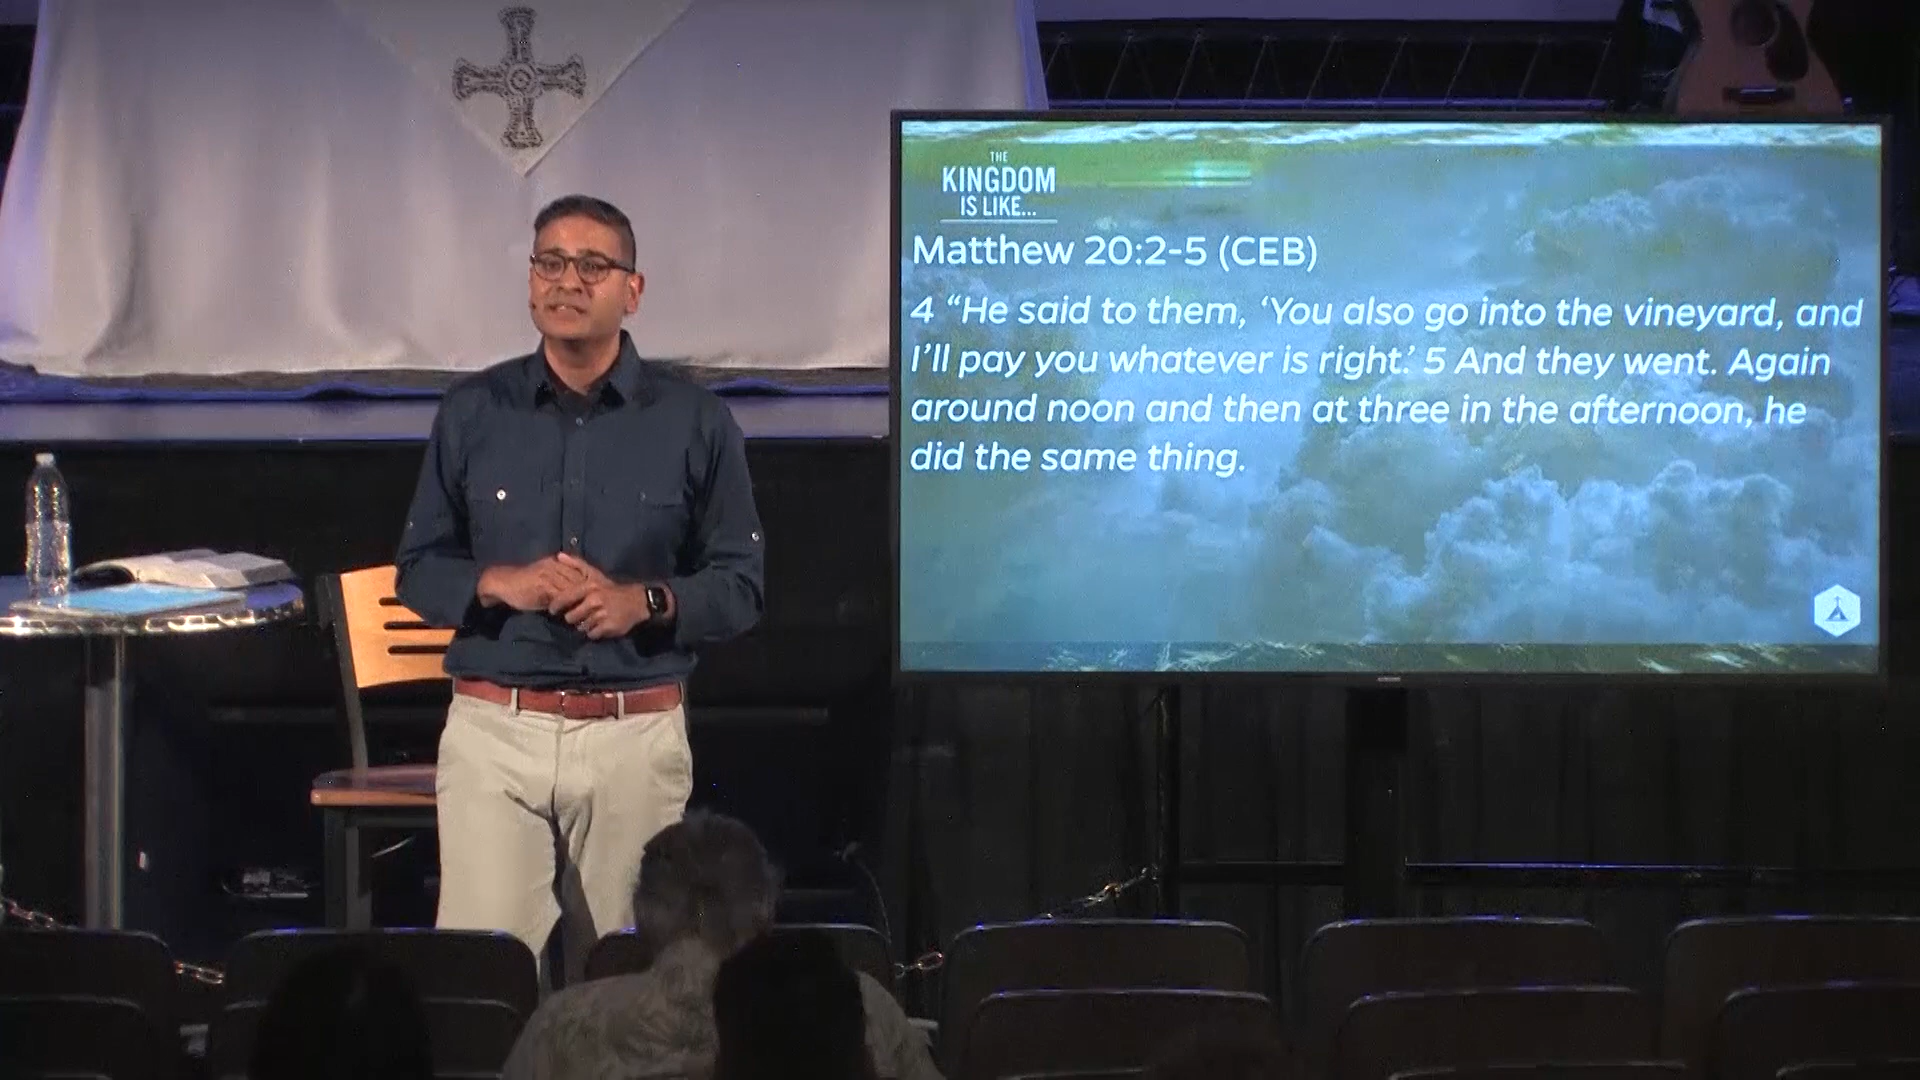 THE
KINGDOM
IS LIKE...
Matthew 20:2-5 (CEB)
4 “He said to them, ‘You also go into the vineyard, and
I’ll pay you whatever is right.’ 5 And they went. Again
around noon and then at three in the afternoon, he
did the same thing.